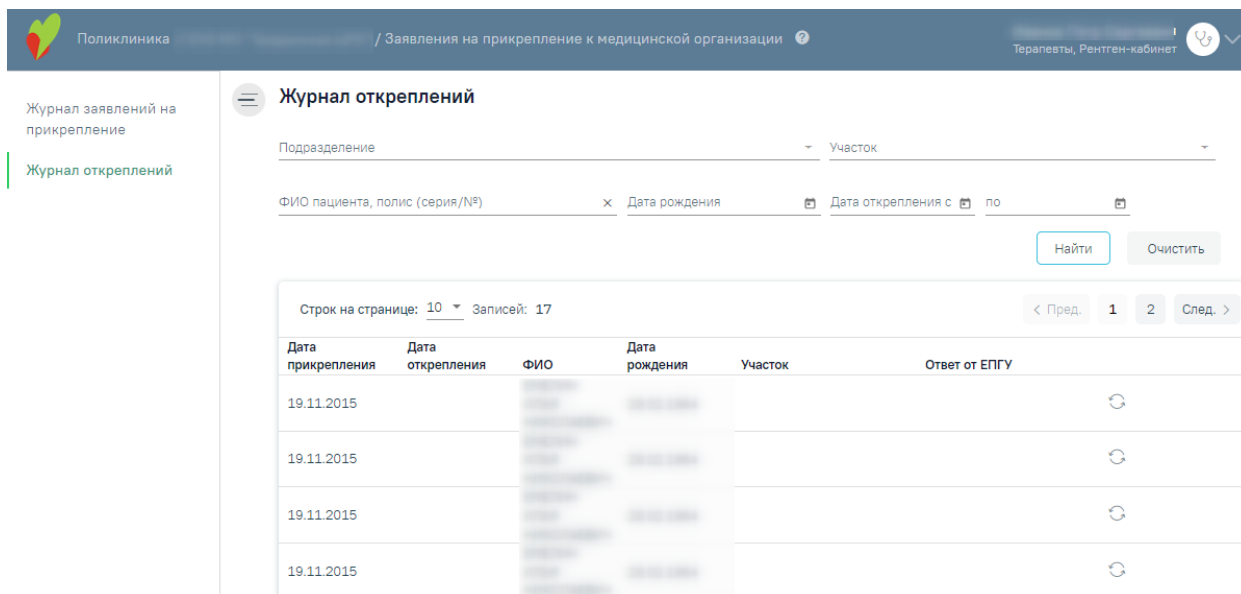 Поликлиника / Заявления на прикрепление к медицинской организации ?
Терапевты, Рентген-кабинет
Журнал заявлений на
прикрепление
Журнал откреплений
Журнал откреплений
Подразделение
Участок
ФИО пациента, полис (серия/№)
Дата рождения
Дата открепления с
по
Найти
Очистить
Строк на странице: 10 Записей: 17
< Пред. 1 2 След. >
Дата
прикрепления
Дата
открепления
ФИО
Дата
рождения
Участок
Ответ от ЕПГУ
19.11.2015
19.11.2015
19.11.2015
19.11.2015